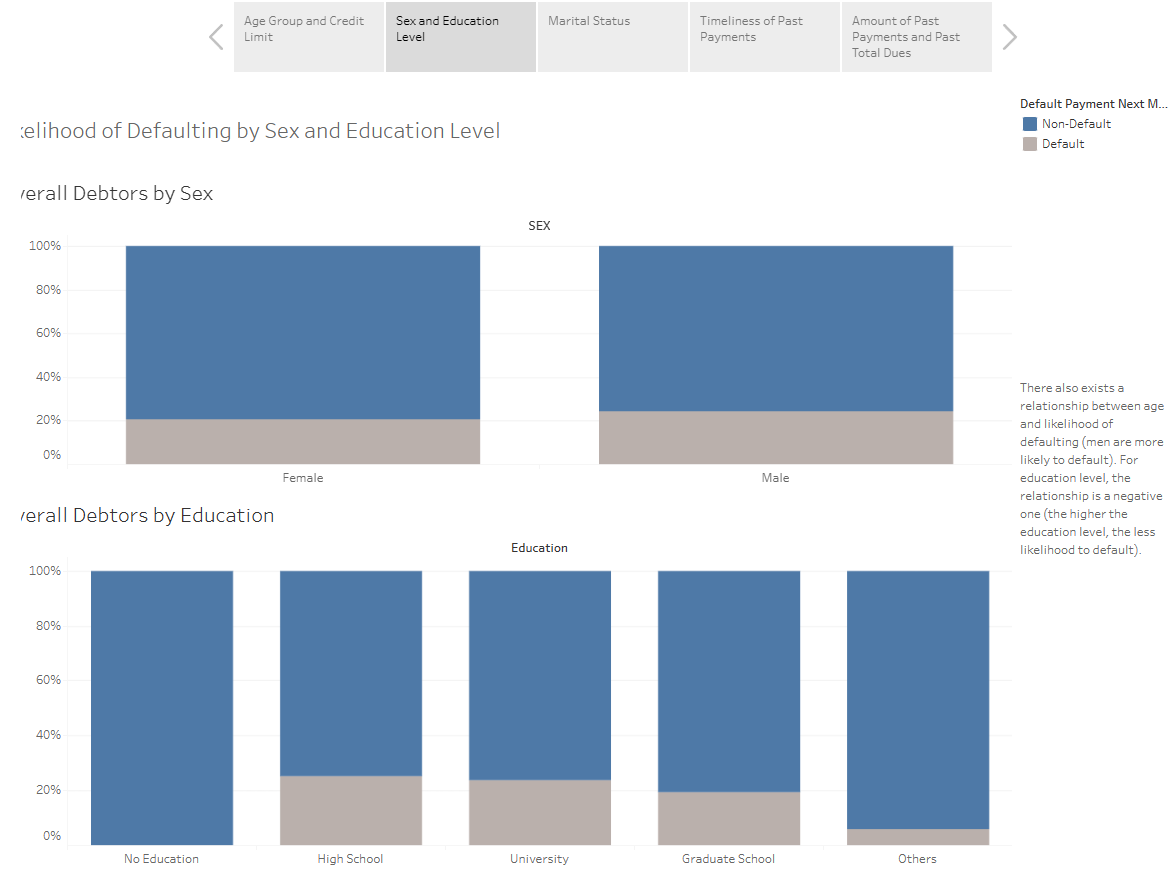 Age Group and Credit
Limit
Sex and Education
Level
Marital Status
Timeliness of Past
Payments
Amount of Past
Payments and Past
Total Dues
Default Payment Next M...
Non-Default
Default
kelihood of Defaulting by Sex and Education Level
verall Debtors by Sex
SEX
100%
80%
60%
40%
20%
0%
Female
Male
There also exists a
relationship between age
and likelihood of
defaulting (men are more
likely to default). For
education level, the
relationship is a negative
one (the higher the
education level, the less
likelihood to default).
verall Debtors by Education
Education
100%
80%
60%
40%
20%
0%
No Education
High School
University
Graduate School
Others